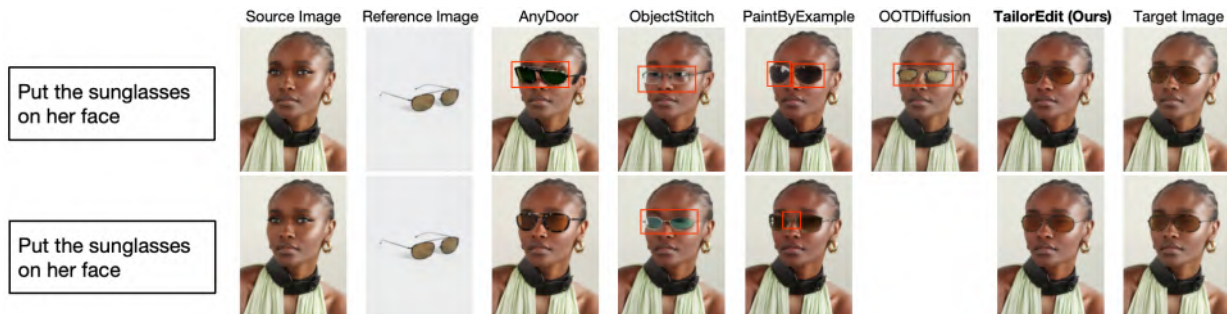 Source Image Reference Image AnyDoor ObjectStitch PaintByExample OOTDiffusion TailorEdit (Ours) Target Image
Put the sunglasses
on her face
Put the sunglasses
on her face